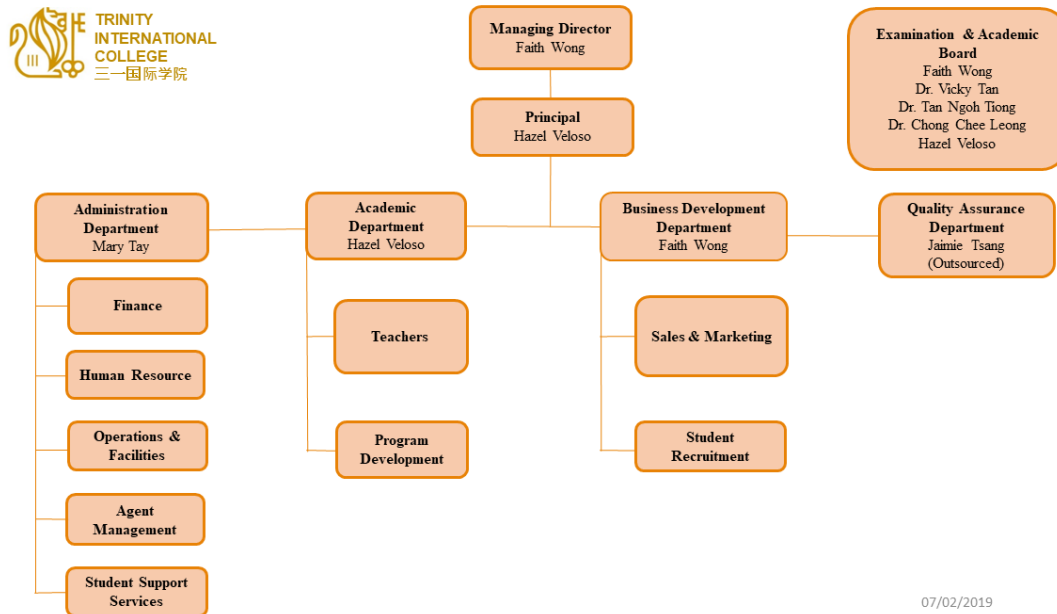 TRINITY
INTERNATIONAL
COLLEGE
三一国际学院
III
Managing Director
Faith Wong
Principal
Hazel Veloso
Examination & Academic
Board
Faith Wong
Dr. Vicky Tan
Dr. Tan Ngoh Tiong
Dr. Chong Chee Leong
Hazel Veloso
Administration
Department
Mary Tay
Academic
Department
Hazel Veloso
Business Development
Department
Faith Wong
Quality Assurance
Department
Jaimie Tsang
(Outsourced)
Finance
Human Resource
Operations &
Facilities
Agent
Management
Student Support
Services
Teachers
Program
Development
Sales & Marketing
Student
Recruitment
07/02/2019